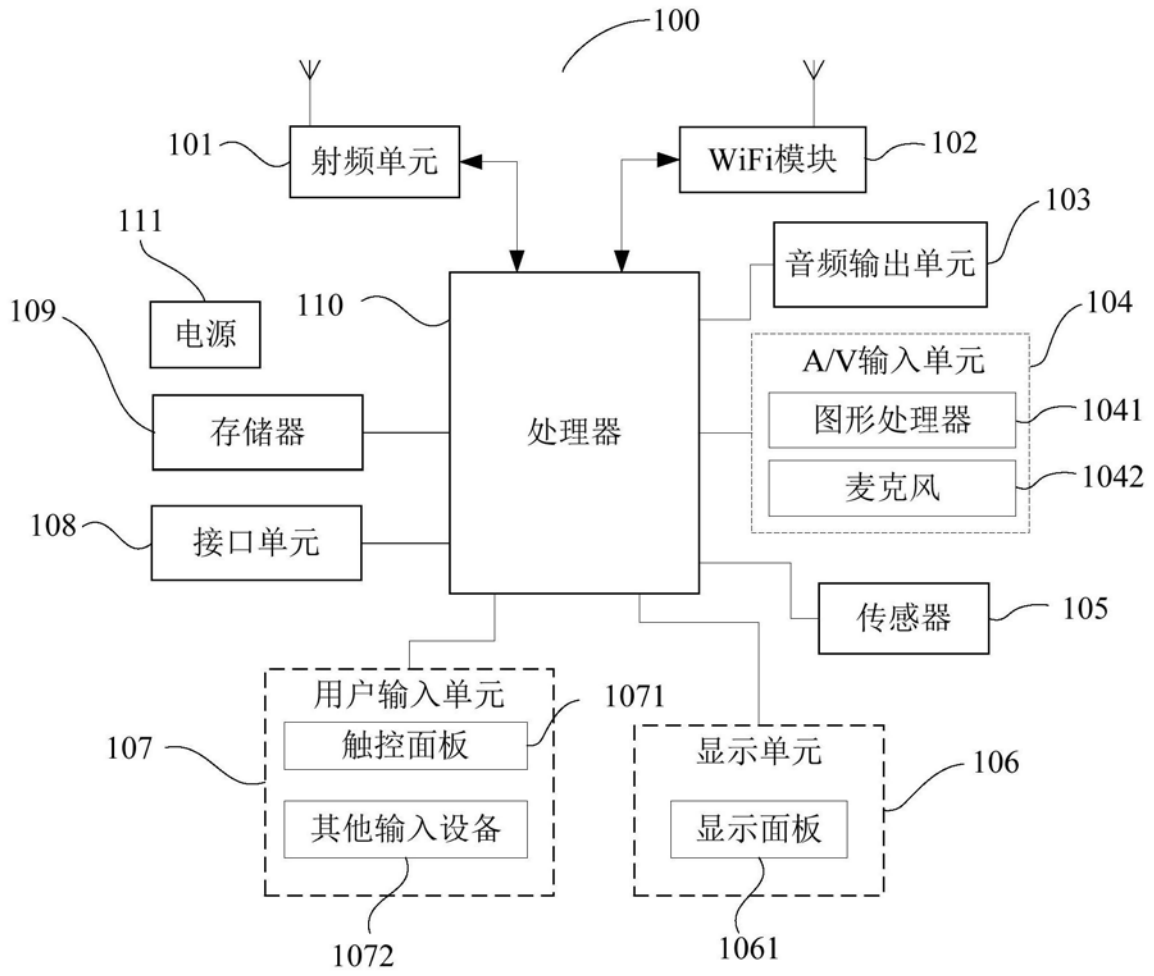 100
101
射频单元
WiFi模块
102
111
103
音频输出单元
109
电源
110
104
A/V输入单元
存储器
处理器
图形处理器
1041
麦克风
1042
108
接口单元
传感器
105
用户输入单元
1071
107
触控面板
显示单元
106
其他输入设备
显示面板
1072
1061